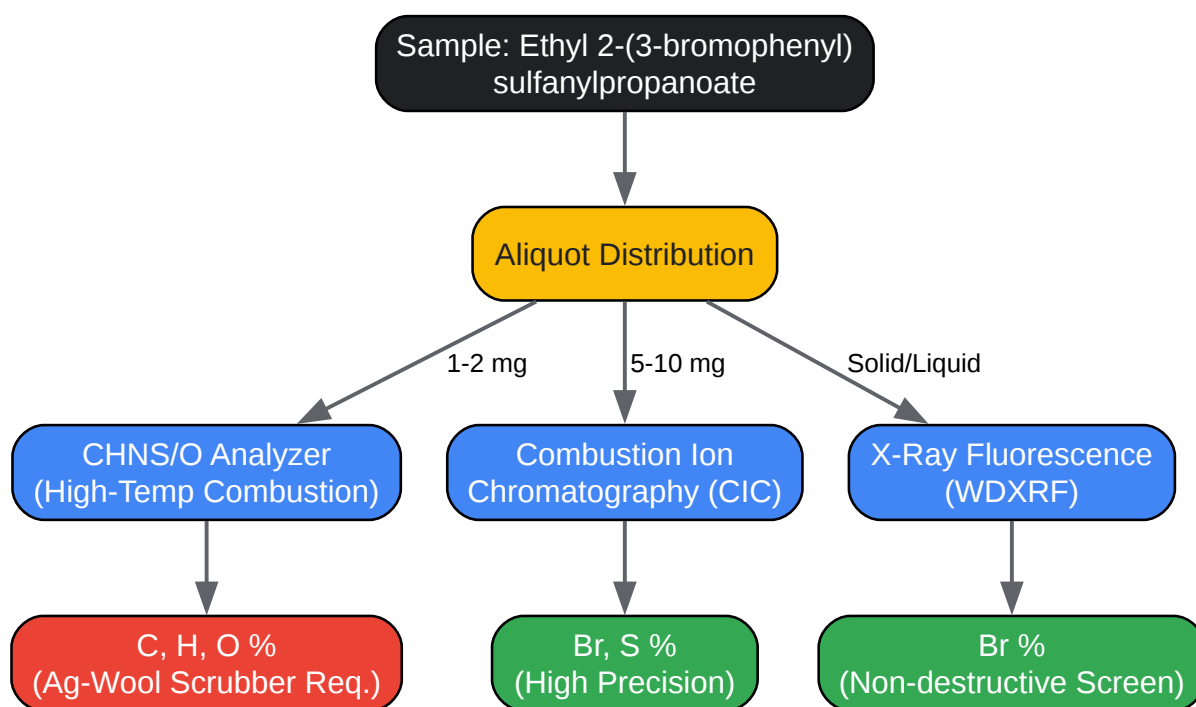 Sample: Ethyl 2-(3-bromophenyl)
sulfanylpropanoate
Aliquot Distribution
1-2 mg
5-10 mg
Solid/Liquid
CHNS/O Analyzer
(High-Temp Combustion)
Combustion Ion
Chromatography (CIC)
X-Ray Fluorescence
(WDXRF)
C, H, O %
(Ag-Wool Scrubber Req.)
Br, S %
(High Precision)
Br %
(Non-destructive Screen)